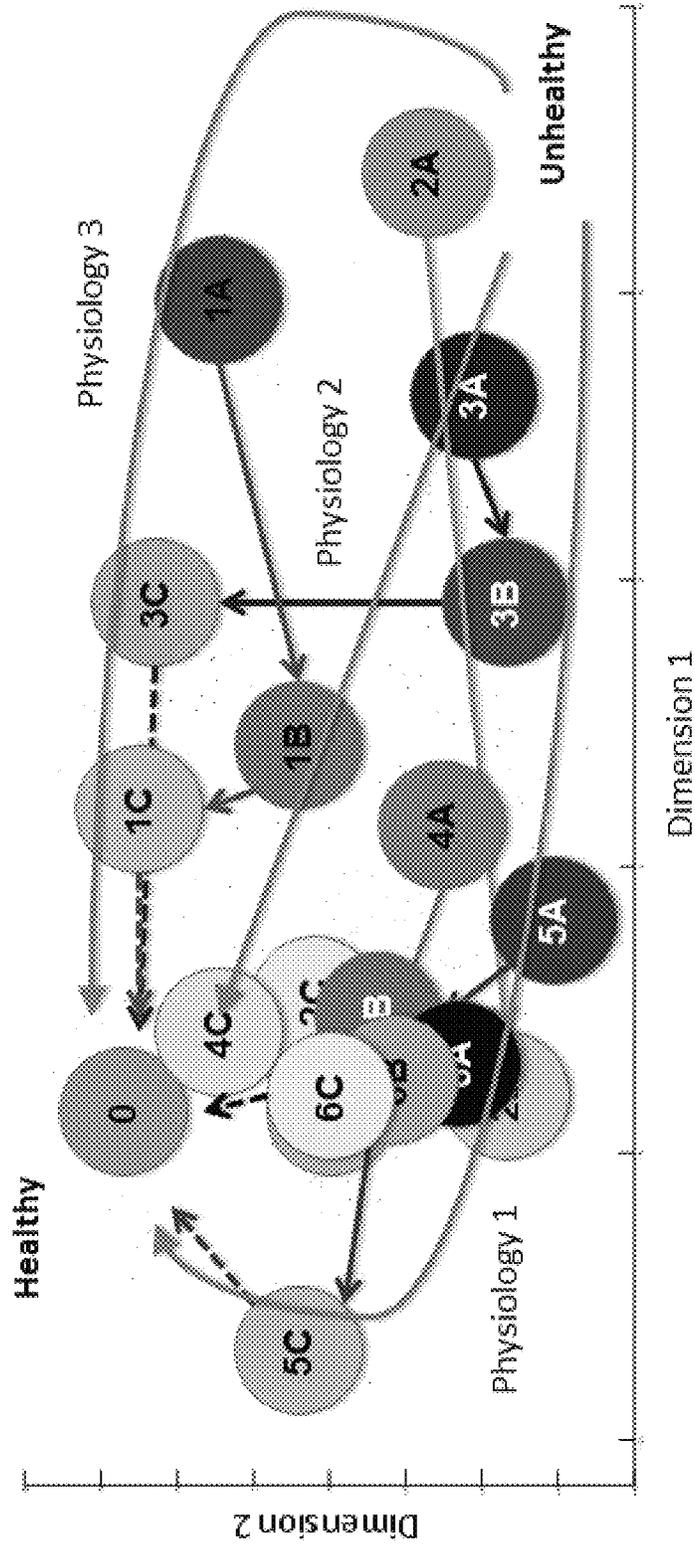 Healthy
Unhealthy
Physiology 3
Physiology 2
Physiology 1
0
1A
1B
1C
2A
2C
3A
3B
3C
4A
4C
5A
5C
6C
B
Dimension 1
Dimension 2